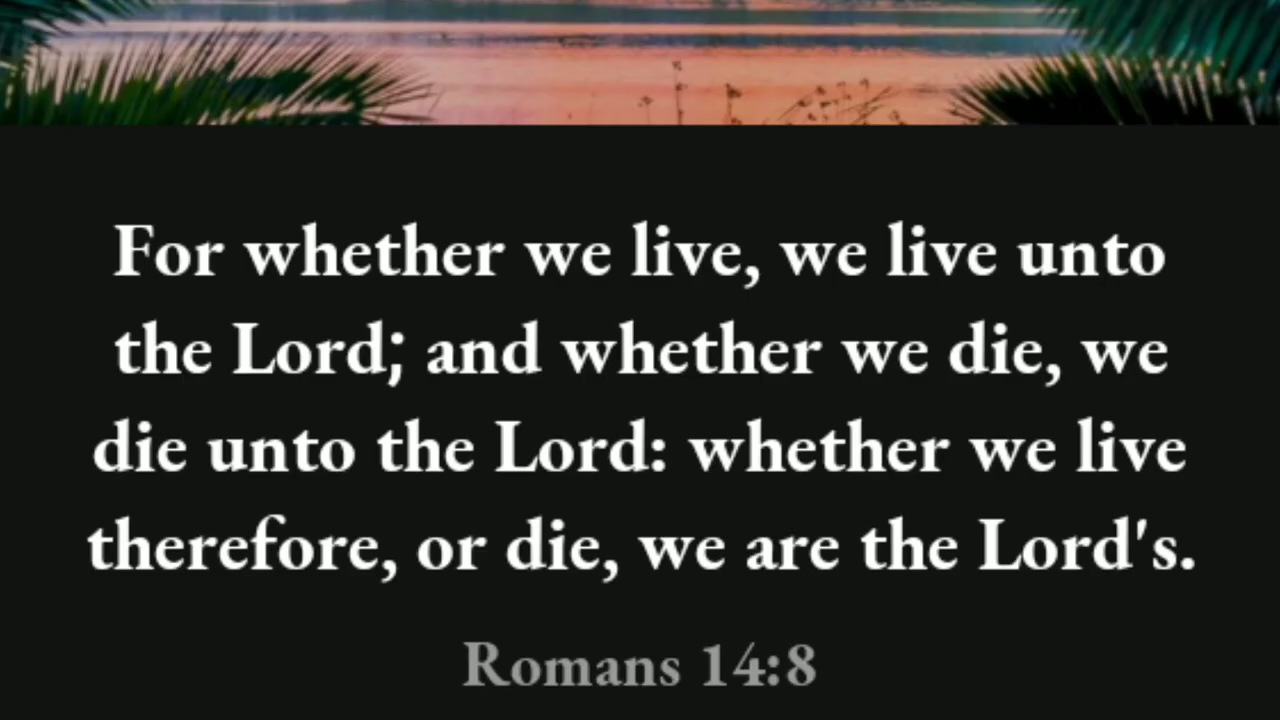 For whether we live, we live unto
the Lord; and whether we die, we
die unto the Lord: whether we live
therefore, or die, we are the Lord's.
Romans 14:8